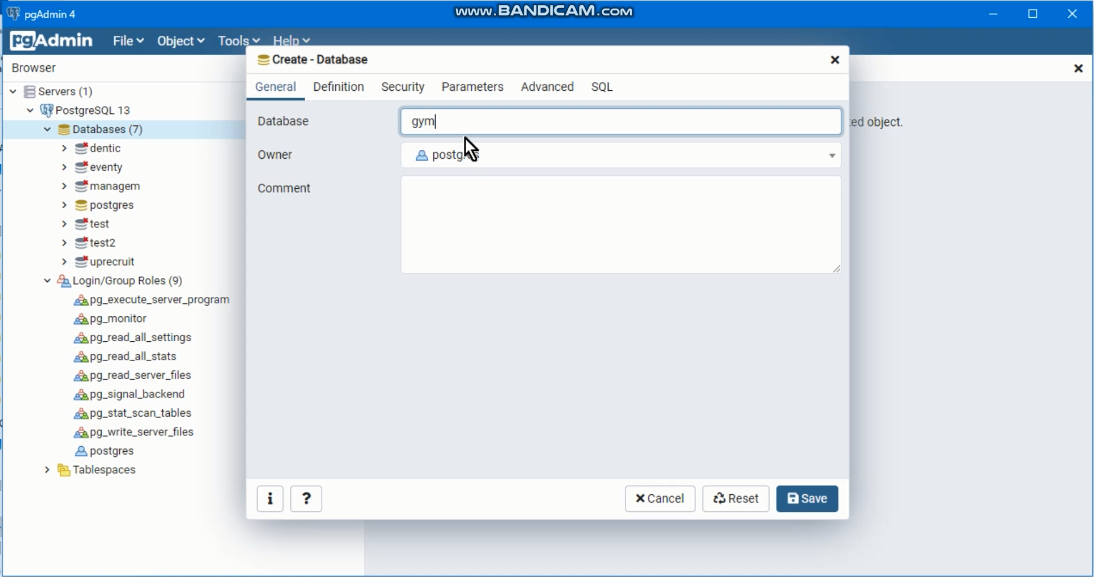 pgAdmin 4
www.BANDICAM.com
pgAdmin File Object Tools Help
Browser
Servers (1)
PostgreSQL 13
Databases (7)
dentic
eventy
managem
postgres
test
test2
uprecruit
Login/Group Roles (9)
pg_execute_server_program
pg_monitor
pg_read_all_settings
pg_read_all_stats
pg_read_server_files
pg_signal_backend
pg_stat_scan_tables
pg_write_server_files
postgres
Tablespaces
Create - Database
General Definition Security Parameters Advanced SQL
Database gym
Owner postgres
Comment
i ? Cancel Reset Save
ed object.